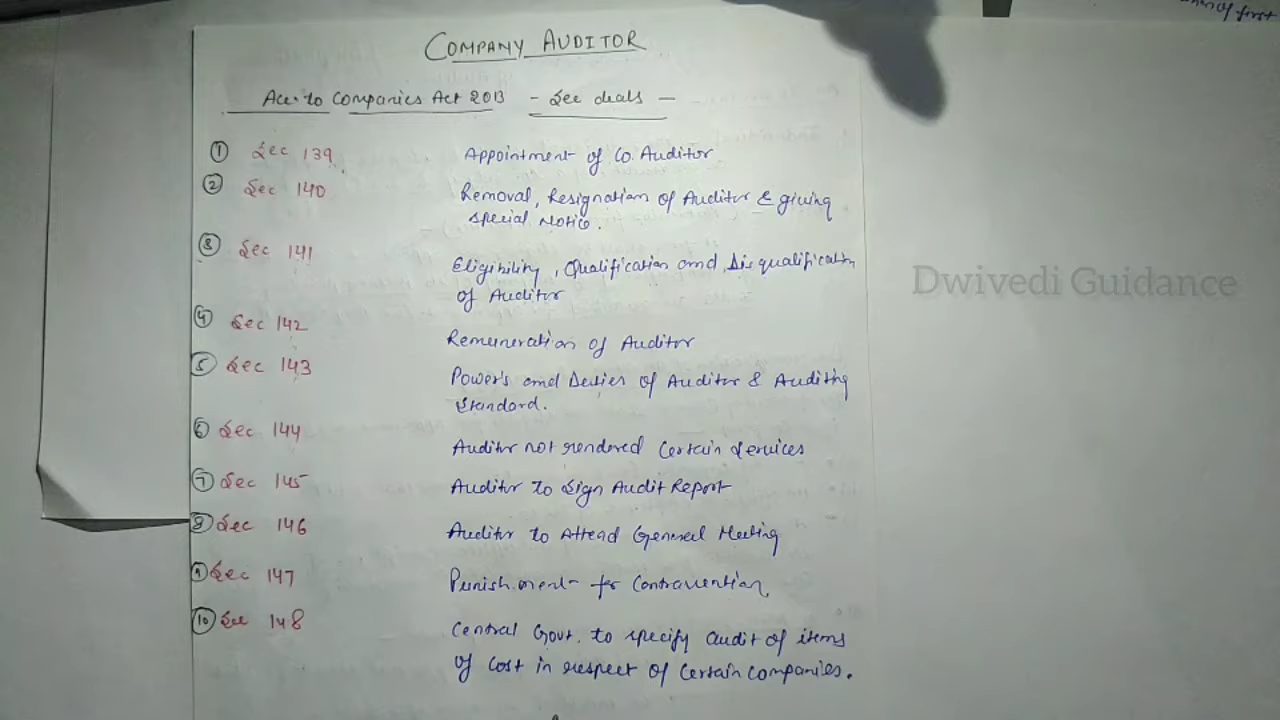 COMPANY AUDITOR
Acc to Companies Act 2013 - Sec deals -
① Sec 139 Appointment of Co. Auditor
② Sec 140 Removal, Resignation of Auditor & giving
special Notice.
③ Sec 141 Eligibility, Qualification and Disqualification
of Auditor
④ Sec 142 Remuneration of Auditor
⑤ Sec 143 Power's and Duties of Auditor & Auditing
Standard.
⑥ Sec 144 Auditor not rendered Certain Services
⑦ Sec 145 Auditor to Sign Audit Report
⑧ Sec 146 Auditor to Attend General Meeting
⑨ Sec 147 Punishment for Contravention
⑩ Sec 148 Central Govt. to specify audit of items
of Cost in respect of Certain Companies.
Dwivedi Guidance